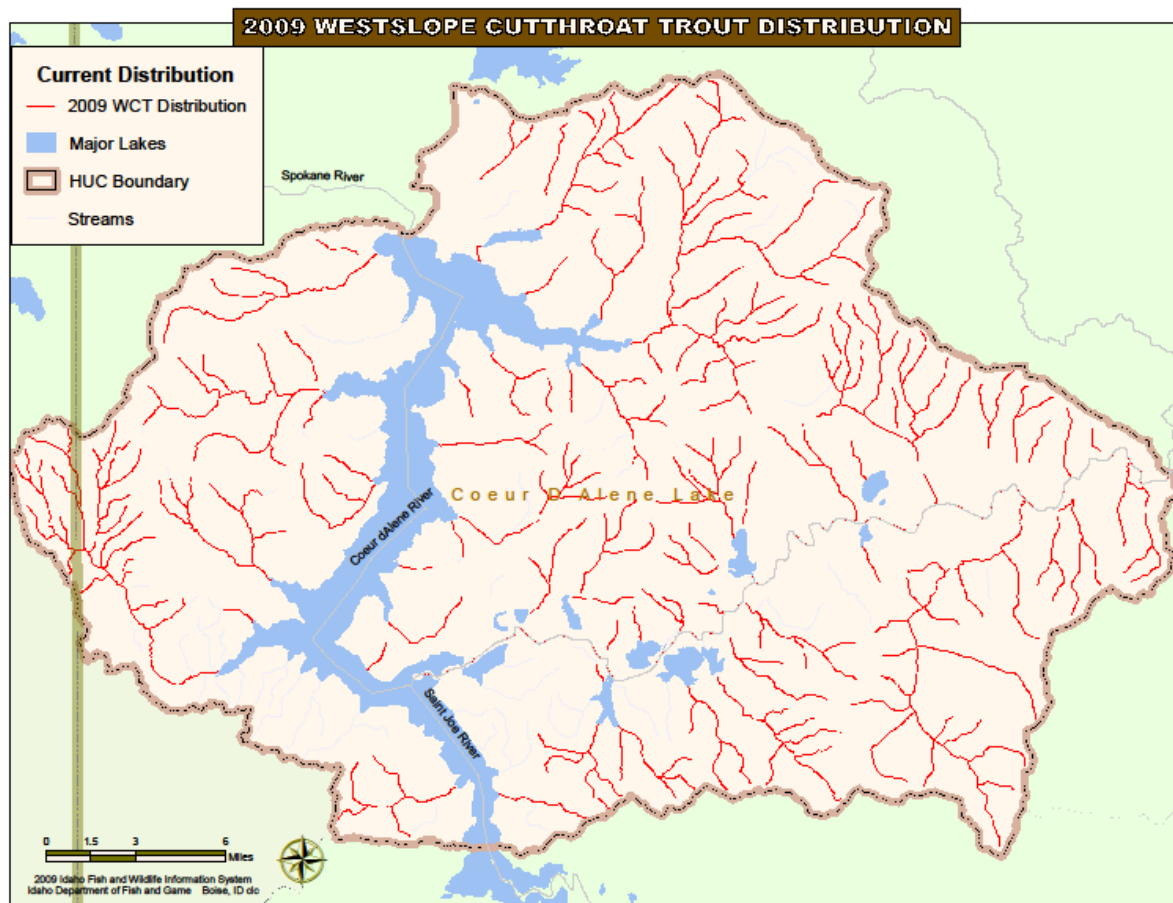 2009 WESTSLOPE CUTTHROAT TROUT DISTRIBUTION
Current Distribution
2009 WCT Distribution
Major Lakes
HUC Boundary
Streams
Spokane River
Coeur D Alene Lake
Coeur dAlene River
Saint Joe River
0 1.5 3 6
Miles
2009 Idaho Fish and Wildlife Information System
Idaho Department of Fish and Game Boise, ID clc